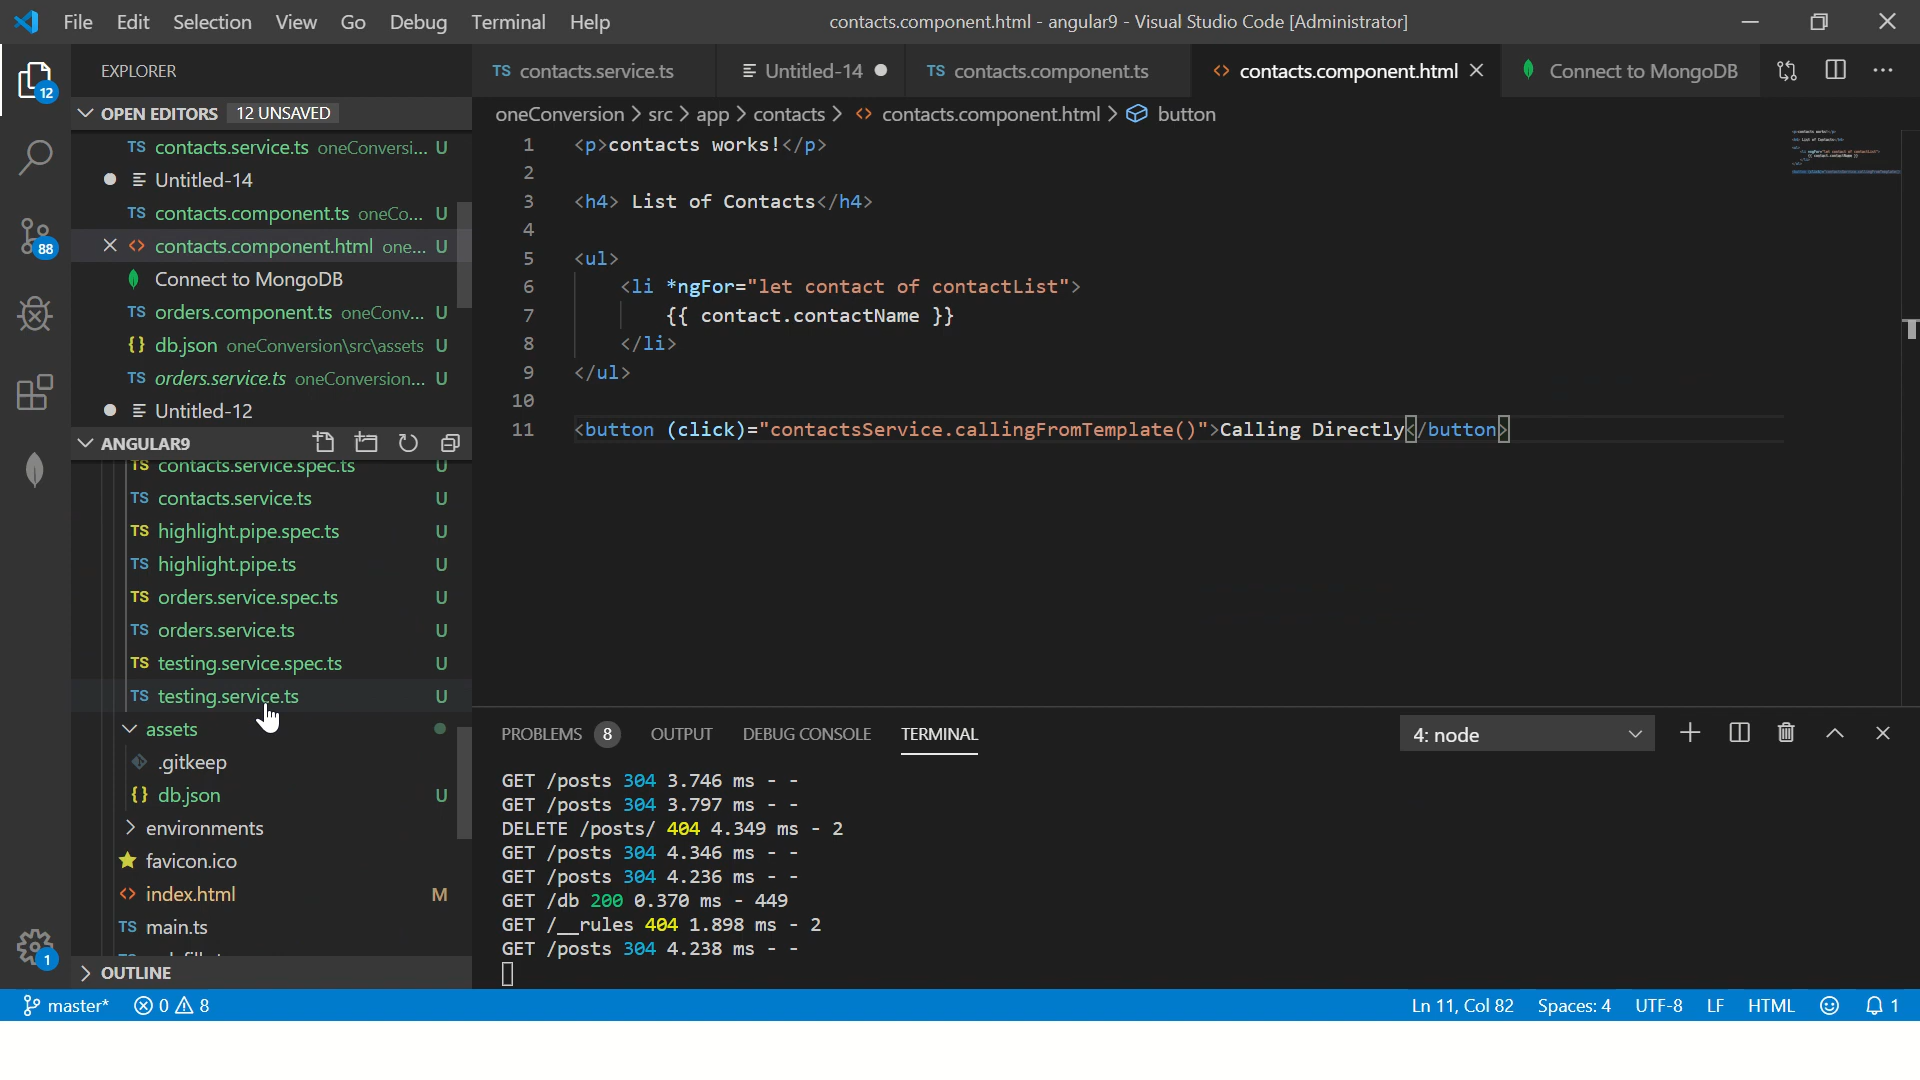 File Edit Selection View Go Debug Terminal Help
contacts.component.html - angular9 - Visual Studio Code [Administrator]
12
88
1
EXPLORER
OPEN EDITORS 12 UNSAVED
TS contacts.service.ts oneConversi... U
Untitled-14
TS contacts.component.ts oneCo... U
<> contacts.component.html one... U
Connect to MongoDB
TS orders.component.ts oneConv... U
{} db.json oneConversion\src\assets U
TS orders.service.ts oneConversion... U
Untitled-12
ANGULAR9
TS contacts.service.spec.ts U
TS contacts.service.ts U
TS highlight.pipe.spec.ts U
TS highlight.pipe.ts U
TS orders.service.spec.ts U
TS orders.service.ts U
TS testing.service.spec.ts U
TS testing.service.ts U
assets
.gitkeep
{} db.json U
environments
favicon.ico
<> index.html M
TS main.ts
OUTLINE
TS contacts.service.ts
Untitled-14
TS contacts.component.ts
<> contacts.component.html
Connect to MongoDB
oneConversion > src > app > contacts > <> contacts.component.html > button
1 <p>contacts works!</p>
2
3 <h4> List of Contacts</h4>
4
5 <ul>
6 <li *ngFor="let contact of contactList">
7 {{ contact.contactName }}
8 </li>
9 </ul>
10
11 <button (click)="contactsService.callingFromTemplate()">Calling Directly</button>
PROBLEMS 8 OUTPUT DEBUG CONSOLE TERMINAL
4: node
GET /posts 304 3.746 ms - -
GET /posts 304 3.797 ms - -
DELETE /posts/ 404 4.349 ms - 2
GET /posts 304 4.346 ms - -
GET /posts 304 4.236 ms - -
GET /db 200 0.370 ms - 449
GET /__rules 404 1.898 ms - 2
GET /posts 304 4.238 ms - -
master* 0 8
Ln 11, Col 82 Spaces: 4 UTF-8 LF HTML 1